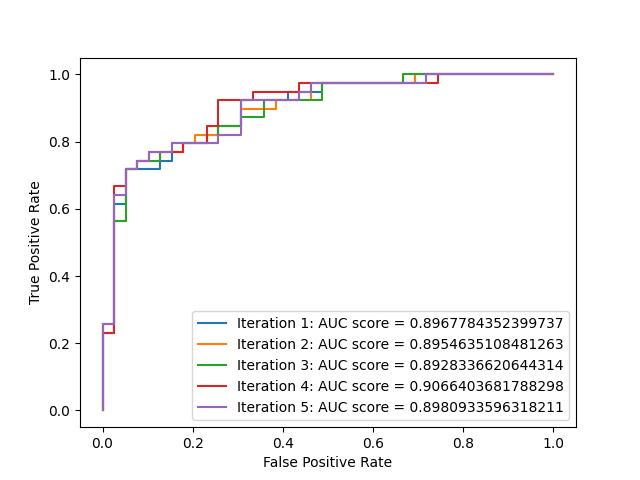 1.0
0.8
0.6
0.4
0.2
0.0
True Positive Rate
Iteration 1: AUC score = 0.8967784352399737
Iteration 2: AUC score = 0.8954635108481263
Iteration 3: AUC score = 0.8928336620644314
Iteration 4: AUC score = 0.9066403681788298
Iteration 5: AUC score = 0.8980933596318211
0.0 0.2 0.4 0.6 0.8 1.0
False Positive Rate